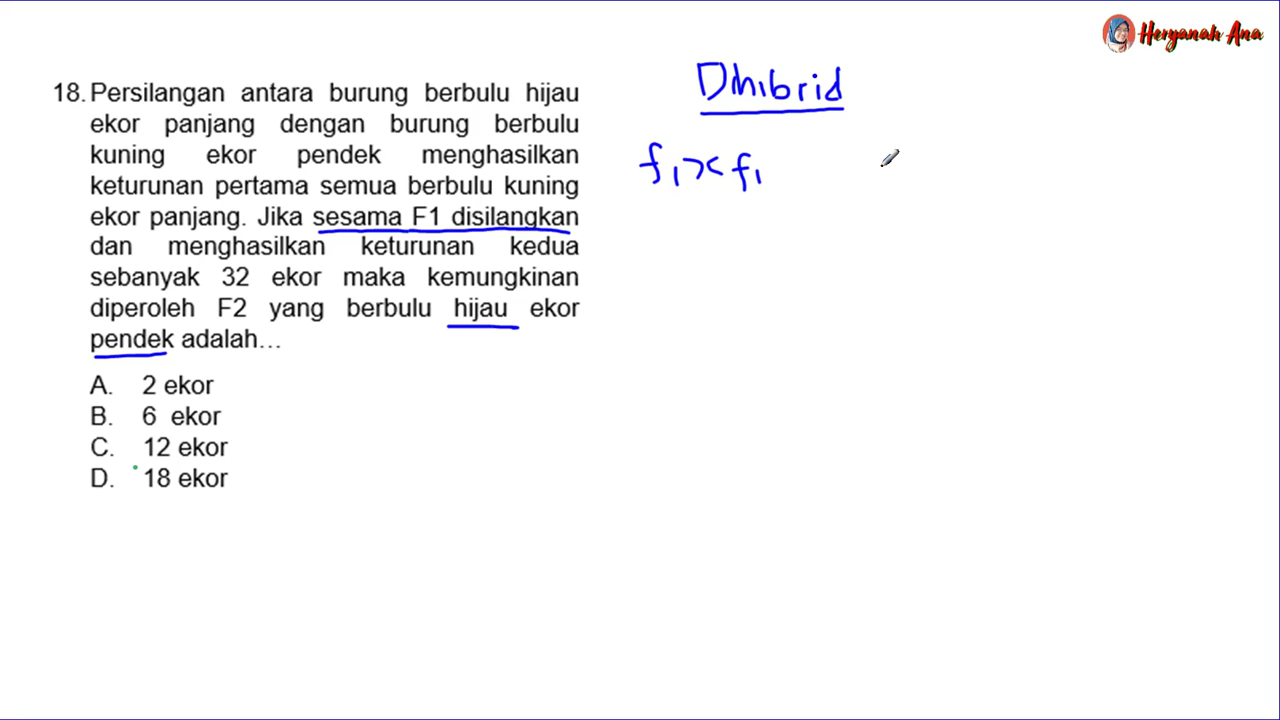 Heryanah Ana
Dhibrid
18. Persilangan antara burung berbulu hijau
ekor panjang dengan burung berbulu
kuning ekor pendek menghasilkan
keturunan pertama semua berbulu kuning
ekor panjang. Jika sesama F1 disilangkan
dan menghasilkan keturunan kedua
sebanyak 32 ekor maka kemungkinan
diperoleh F2 yang berbulu hijau ekor
pendek adalah...
A. 2 ekor
B. 6 ekor
C. 12 ekor
D. 18 ekor
f1 x f1